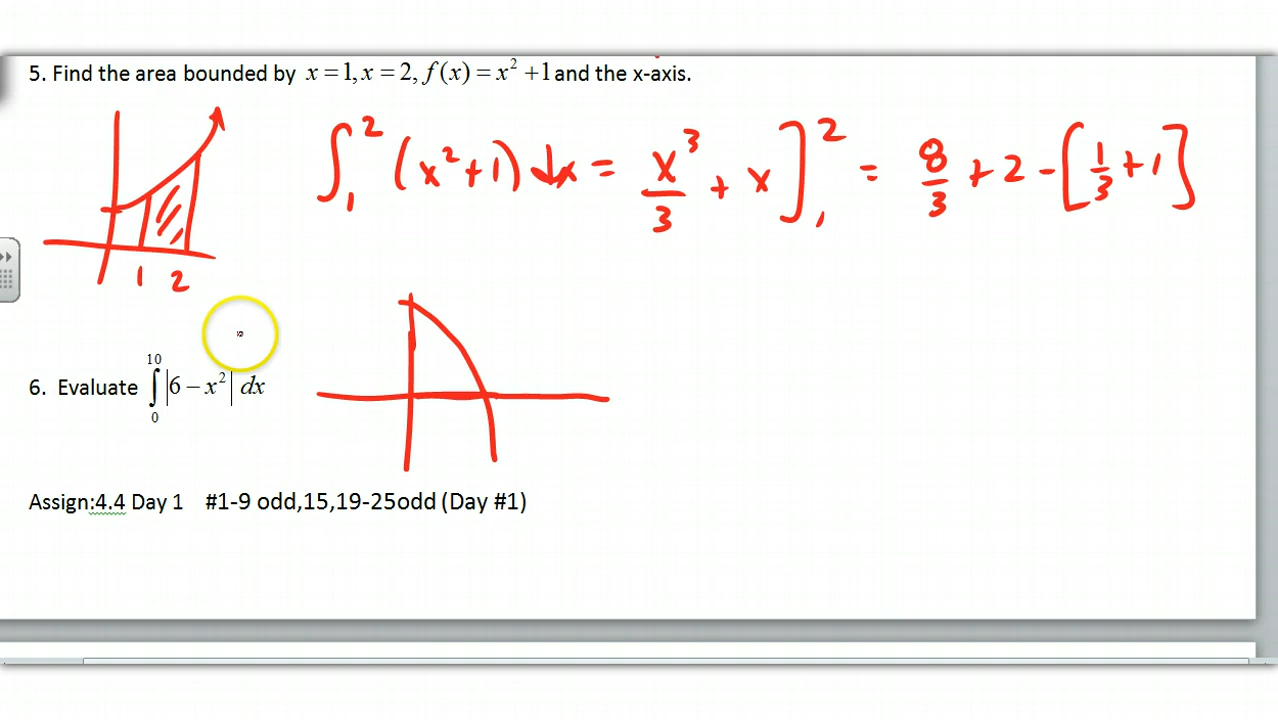 5. Find the area bounded by x = 1, x = 2, f(x) = x² + 1 and the x-axis.
∫₁² (x²+1) dx = x³/3 + x ]₁² = 8/3 + 2 - [1/3 + 1]
1 2
6. Evaluate ∫₀¹⁰ |6 − x²| dx
Assign:4.4 Day 1 #1-9 odd,15,19-25odd (Day #1)